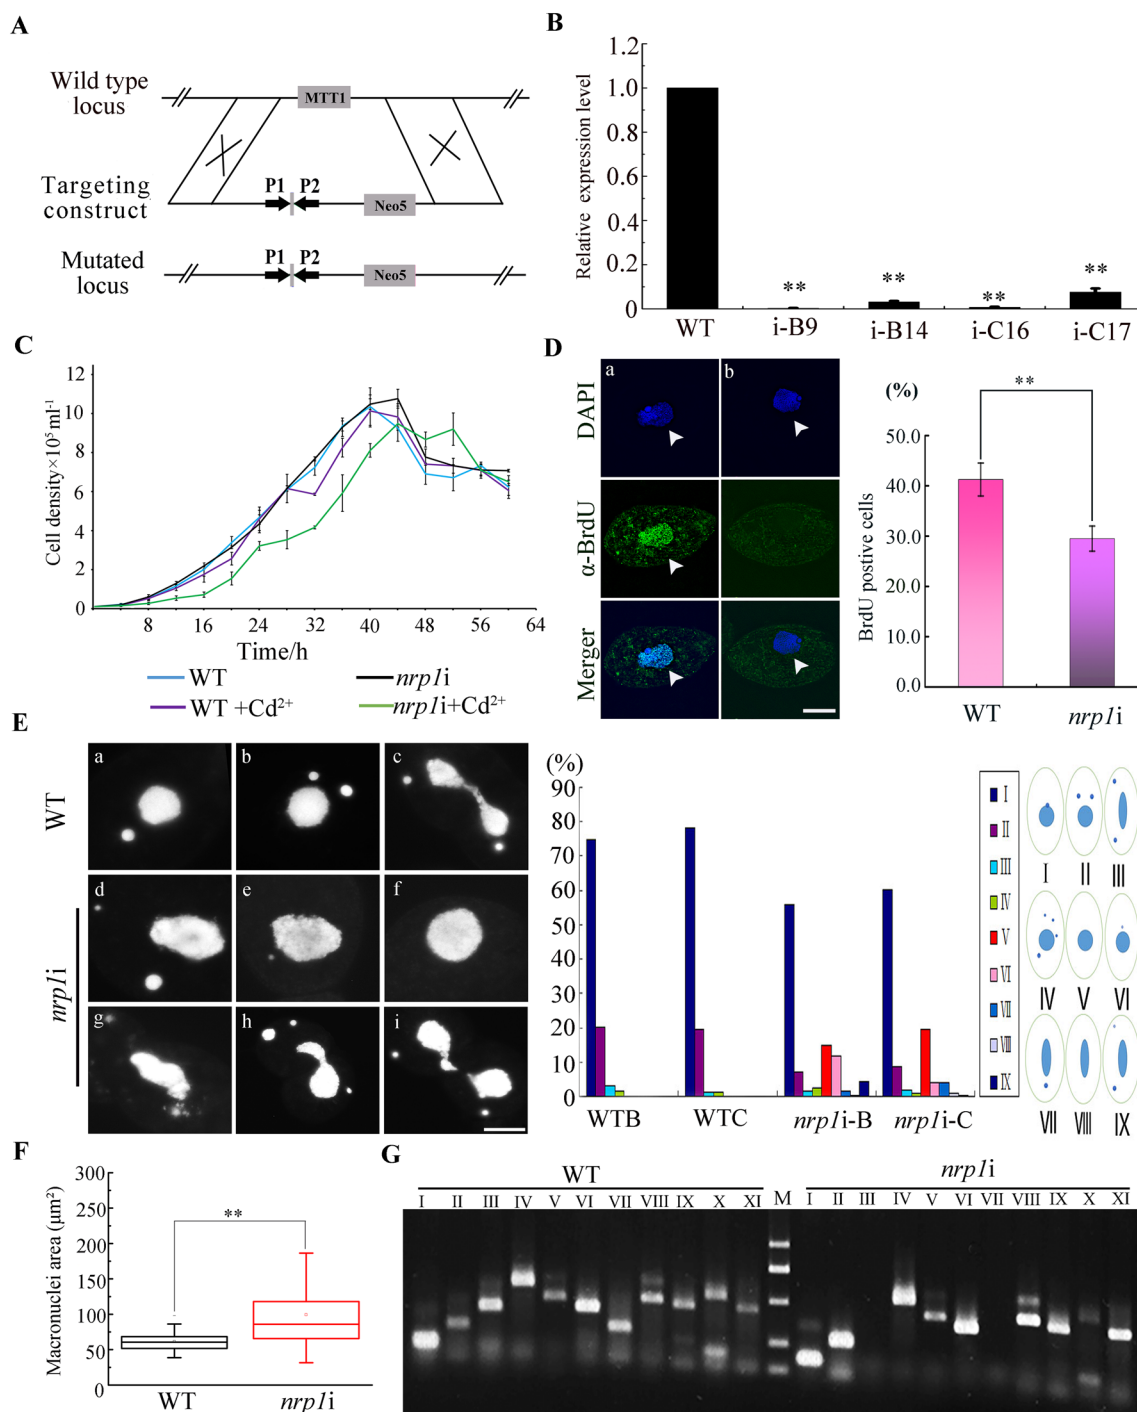 A
Wild type
locus
MTT1
Targeting
construct
P1
P2
Neo5
Mutated
locus
P1
P2
Neo5
B
Relative expression level
1.2
1.0
0.8
0.6
0.4
0.2
0
**
**
**
**
WT
i-B9
i-B14
i-C16
i-C17
C
Cell density×10⁵ ml⁻¹
12
10
8
6
4
2
0
8
16
24
32
40
48
56
64
Time/h
WT
nrp1i
WT +Cd²⁺
nrp1i+Cd²⁺
D
a
b
DAPI
α-BrdU
Merger
(%)
**
BrdU postive cells
50.0
40.0
30.0
20.0
10.0
0.0
WT
nrp1i
E
WT
nrp1i
a
b
c
d
e
f
g
h
i
(%)
90
80
70
60
50
40
30
20
10
0
WTB
WTC
nrp1i-B
nrp1i-C
I
II
III
IV
V
VI
VII
VIII
IX
I
II
III
IV
V
VI
VII
VIII
IX
F
Macronuclei area (μm²)
300
250
200
150
100
50
0
**
WT
nrp1i
G
WT
nrp1i
I II III IV V VI VII VIII IX X XI M I II III IV V VI VII VIII IX X XI